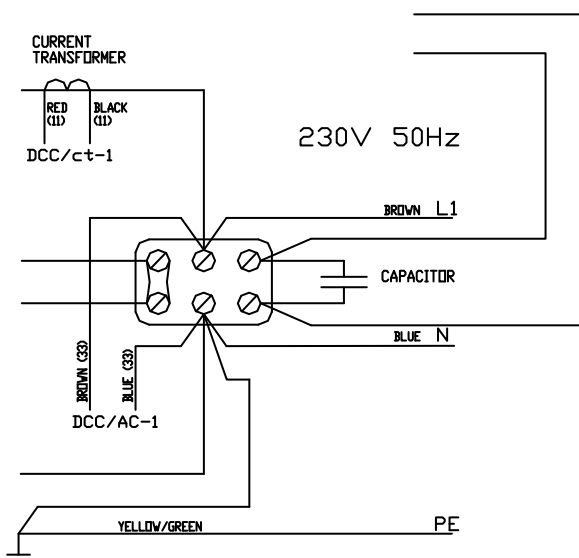 CURRENT
TRANSFORMER
RED
(11)
BLACK
(11)
DCC/ct-1
230V 50Hz
BROWN L1
CAPACITOR
BLUE N
BROWN (33)
BLUE (33)
DCC/AC-1
YELLOW/GREEN PE